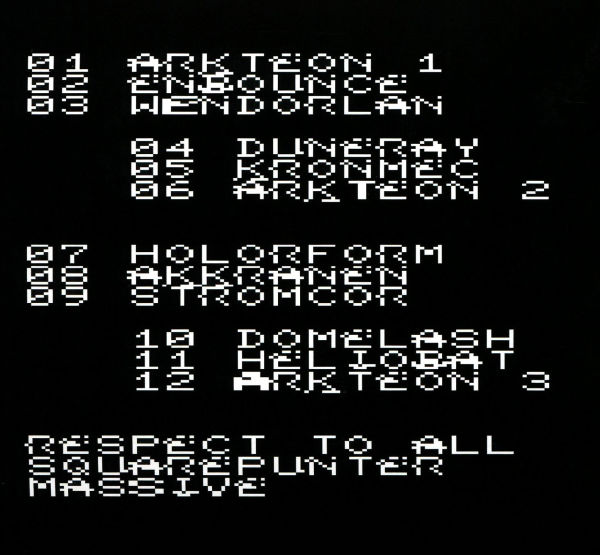 01 ARKTEON 1
02 ENBOUNCE
03 WENDORLAN
04 DUNERAY
05 KRONMEC
06 ARKTEON 2
07 HOLORFORM
08 AKKRANEN
09 STROMCOR
10 DOMELASH
11 HELIOBAT
12 ARKTEON 3
RESPECT TO ALL
SQUAREPUNTER
MASSIVE